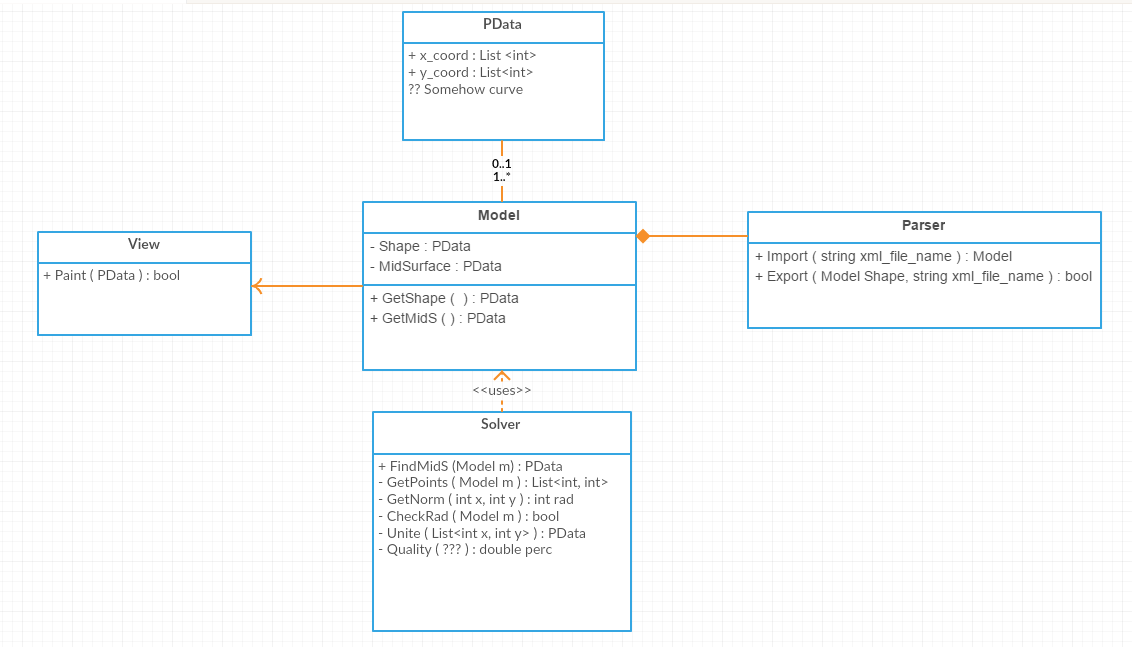 PData
+ x_coord : List <int>
+ y_coord : List<int>
?? Somehow curve
0..1
1..*
Model
- Shape : PData
- MidSurface : PData
+ GetShape (  ) : PData
+ GetMidS ( ) : PData
View
+ Paint ( PData ) : bool
Parser
+ Import ( string xml_file_name ) : Model
+ Export ( Model Shape, string xml_file_name ) : bool
<<uses>>
Solver
+ FindMidS (Model m) : PData
- GetPoints ( Model m ) : List<int, int>
- GetNorm ( int x, int y ) : int rad
- CheckRad ( Model m ) : bool
- Unite ( List<int x, int y> ) : PData
- Quality ( ??? ) : double perc